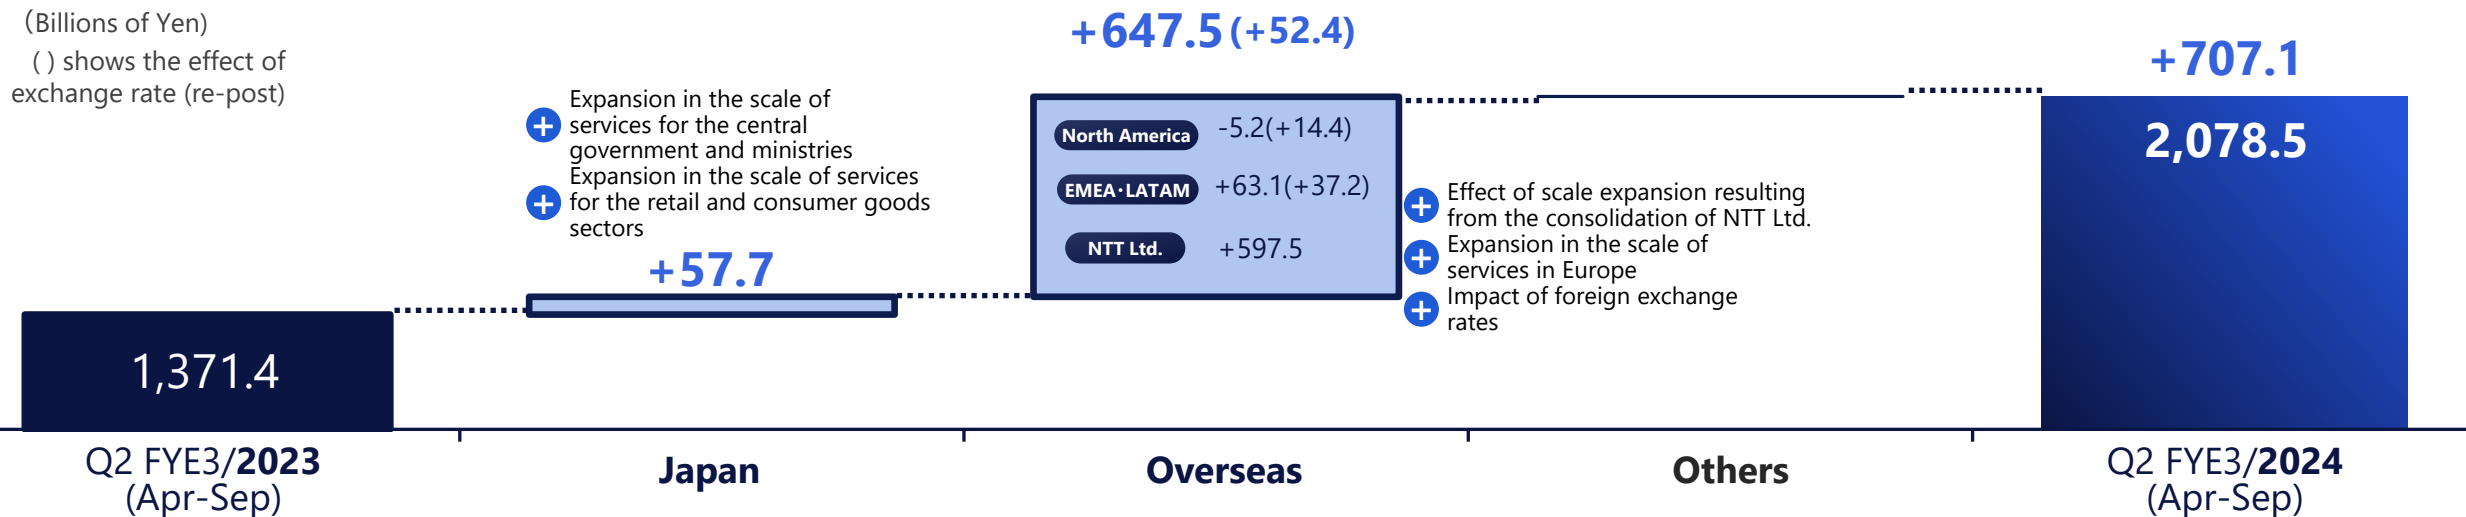 （Billions of Yen)
( ) shows the effect of
exchange rate (re-post)
1,371.4
Q2 FYE3/2023
(Apr-Sep)
+ Expansion in the scale of
services for the central
government and ministries
+ Expansion in the scale of services
for the retail and consumer goods
sectors
+57.7
Japan
+647.5 (+52.4)
North America -5.2(+14.4)
EMEA・LATAM +63.1(+37.2)
NTT Ltd. +597.5
Overseas
+ Effect of scale expansion resulting
from the consolidation of NTT Ltd.
+ Expansion in the scale of
services in Europe
+ Impact of foreign exchange
rates
Others
+707.1
2,078.5
Q2 FYE3/2024
(Apr-Sep)